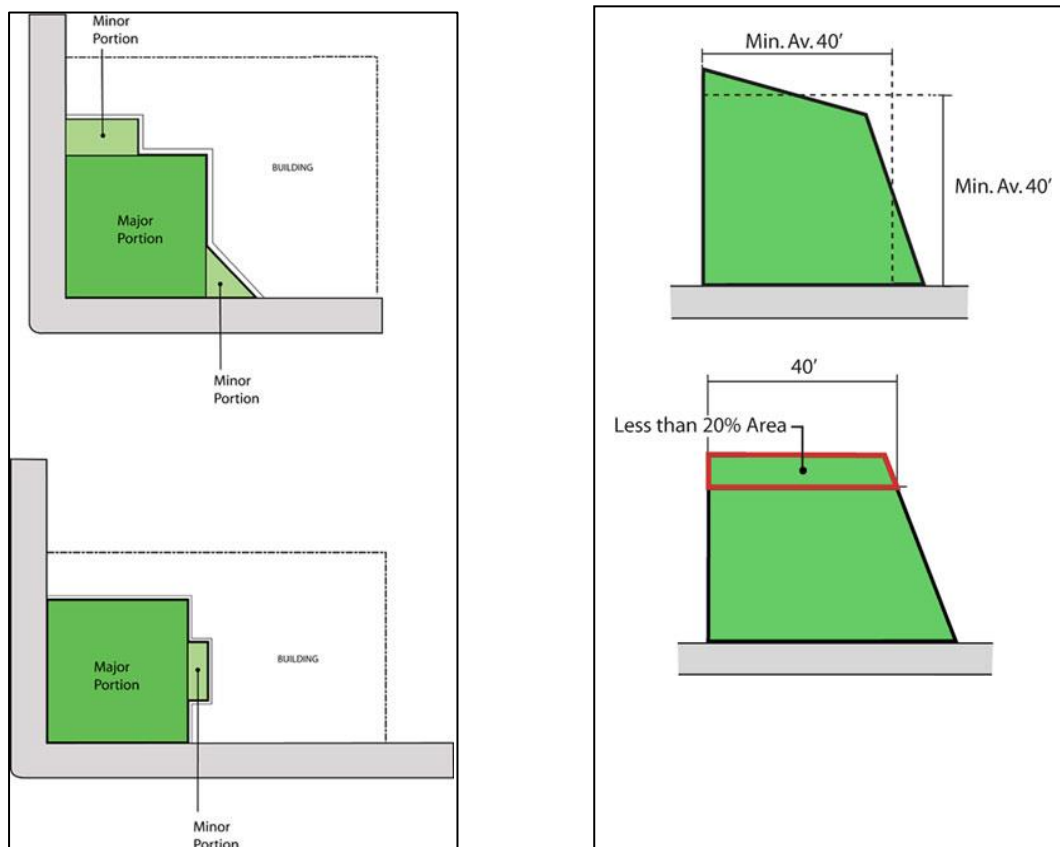 Minor
Portion
BUILDING
Major
Portion
Minor
Portion
Major
Portion
BUILDING
Minor
Portion
Min. Av. 40'
Min. Av. 40'
40'
Less than 20% Area